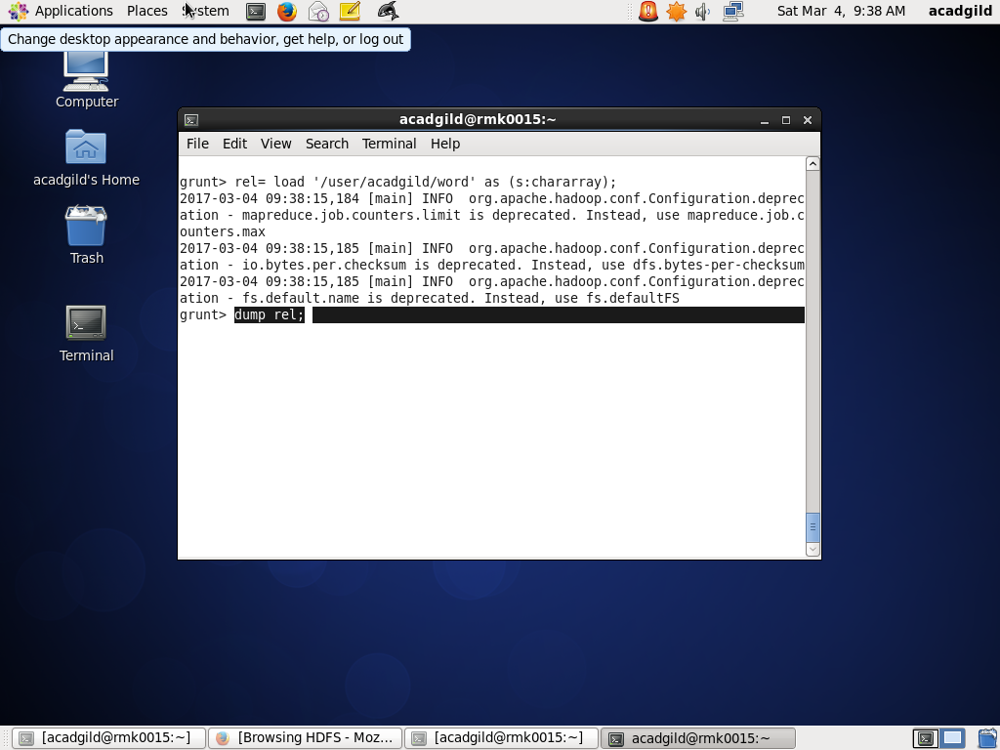 Applications Places System Sat Mar 4, 9:38 AM acadgild
Change desktop appearance and behavior, get help, or log out
Computer
acadgild's Home
Trash
Terminal
acadgild@rmk0015:~
File Edit View Search Terminal Help
grunt> rel= load '/user/acadgild/word' as (s:chararray);
2017-03-04 09:38:15,184 [main] INFO  org.apache.hadoop.conf.Configuration.deprec
ation - mapreduce.job.counters.limit is deprecated. Instead, use mapreduce.job.c
ounters.max
2017-03-04 09:38:15,185 [main] INFO  org.apache.hadoop.conf.Configuration.deprec
ation - io.bytes.per.checksum is deprecated. Instead, use dfs.bytes-per-checksum
2017-03-04 09:38:15,185 [main] INFO  org.apache.hadoop.conf.Configuration.deprec
ation - fs.default.name is deprecated. Instead, use fs.defaultFS
grunt> dump rel;
[acadgild@rmk0015:~] [Browsing HDFS - Moz... [acadgild@rmk0015:~] acadgild@rmk0015:~